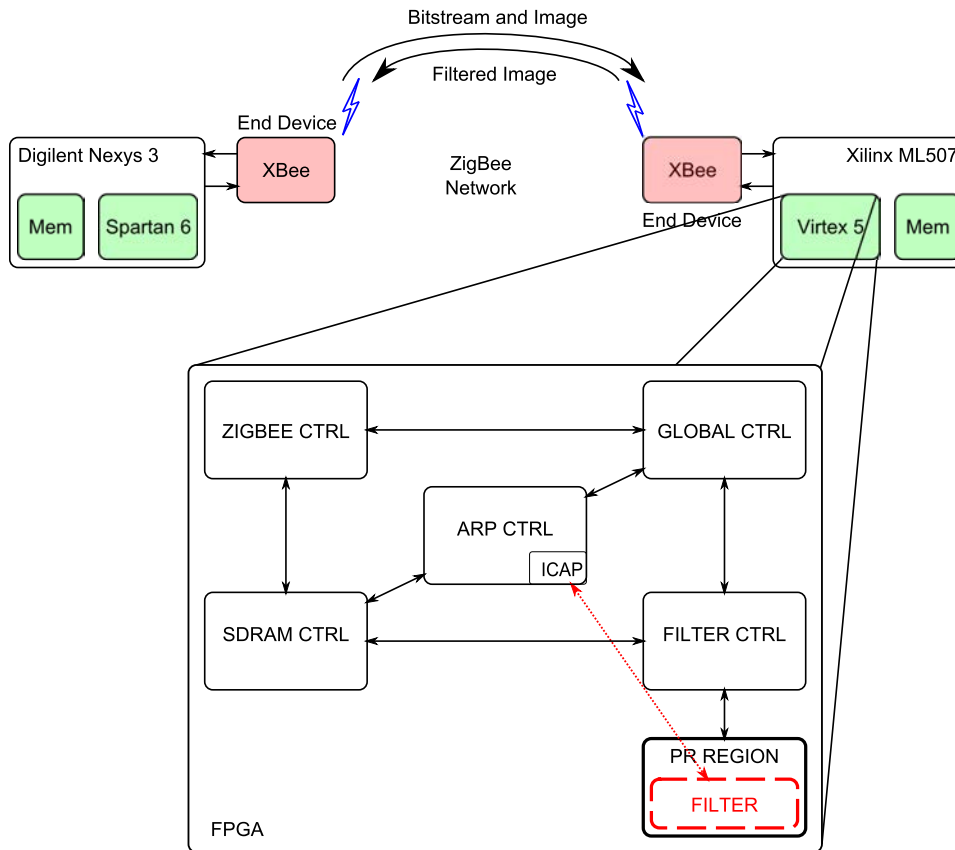 Bitstream and Image
Filtered Image
End Device
Digilent Nexys 3
XBee
ZigBee
Network
XBee
Xilinx ML507
Mem
Spartan 6
End Device
Virtex 5
Mem
ZIGBEE CTRL
GLOBAL CTRL
ARP CTRL
ICAP
SDRAM CTRL
FILTER CTRL
PR REGION
FILTER
FPGA